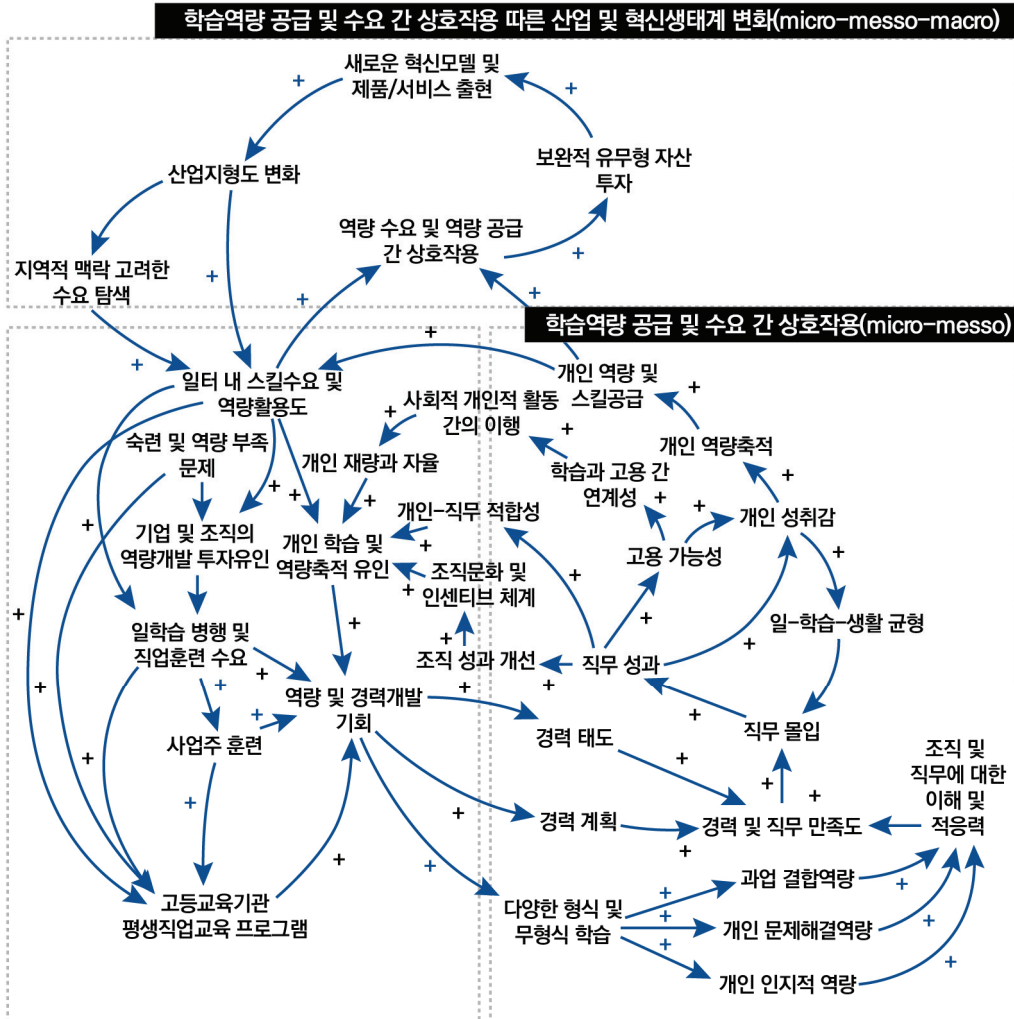 학습역량 공급 및 수요 간 상호작용 따른 산업 및 혁신생태계 변화(micro-messo-macro)
새로운 혁신모델 및
제품/서비스 출현
+
+
보완적 유무형 자산
투자
산업지형도 변화
역량 수요 및 역량 공급
간 상호작용
+
지역적 맥락 고려한
수요 탐색
+
+
+
학습역량 공급 및 수요 간 상호작용(micro-messo)
+
+
일터 내 스킬수요 및
역량활용도
개인 역량 및
스킬공급
+
사회적 개인적 활동
간의 이행
+
+
개인 역량축적
숙련 및 역량 부족
문제
개인 재량과 자율
학습과 고용 간
연계성
+
+
+
+
+
+
개인-직무 적합성
개인 성취감
+
기업 및 조직의
역량개발 투자유인
개인 학습 및
역량축적 유인
+
고용 가능성
+
조직문화 및
인센티브 체계
+
+
+
일학습 병행 및
직업훈련 수요
+
+
일-학습-생활 균형
+
+
조직 성과 개선
직무 성과
+
+
+
+
+
역량 및 경력개발
기회
+
+
사업주 훈련
경력 태도
직무 몰입
조직 및
직무에 대한
이해 및
적응력
+
+
+
+
+
+
경력 계획
경력 및 직무 만족도
+
+
+
고등교육기관
평생직업교육 프로그램
다양한 형식 및
무형식 학습
+
과업 결합역량
+
+
개인 문제해결역량
+
+
개인 인지적 역량
+